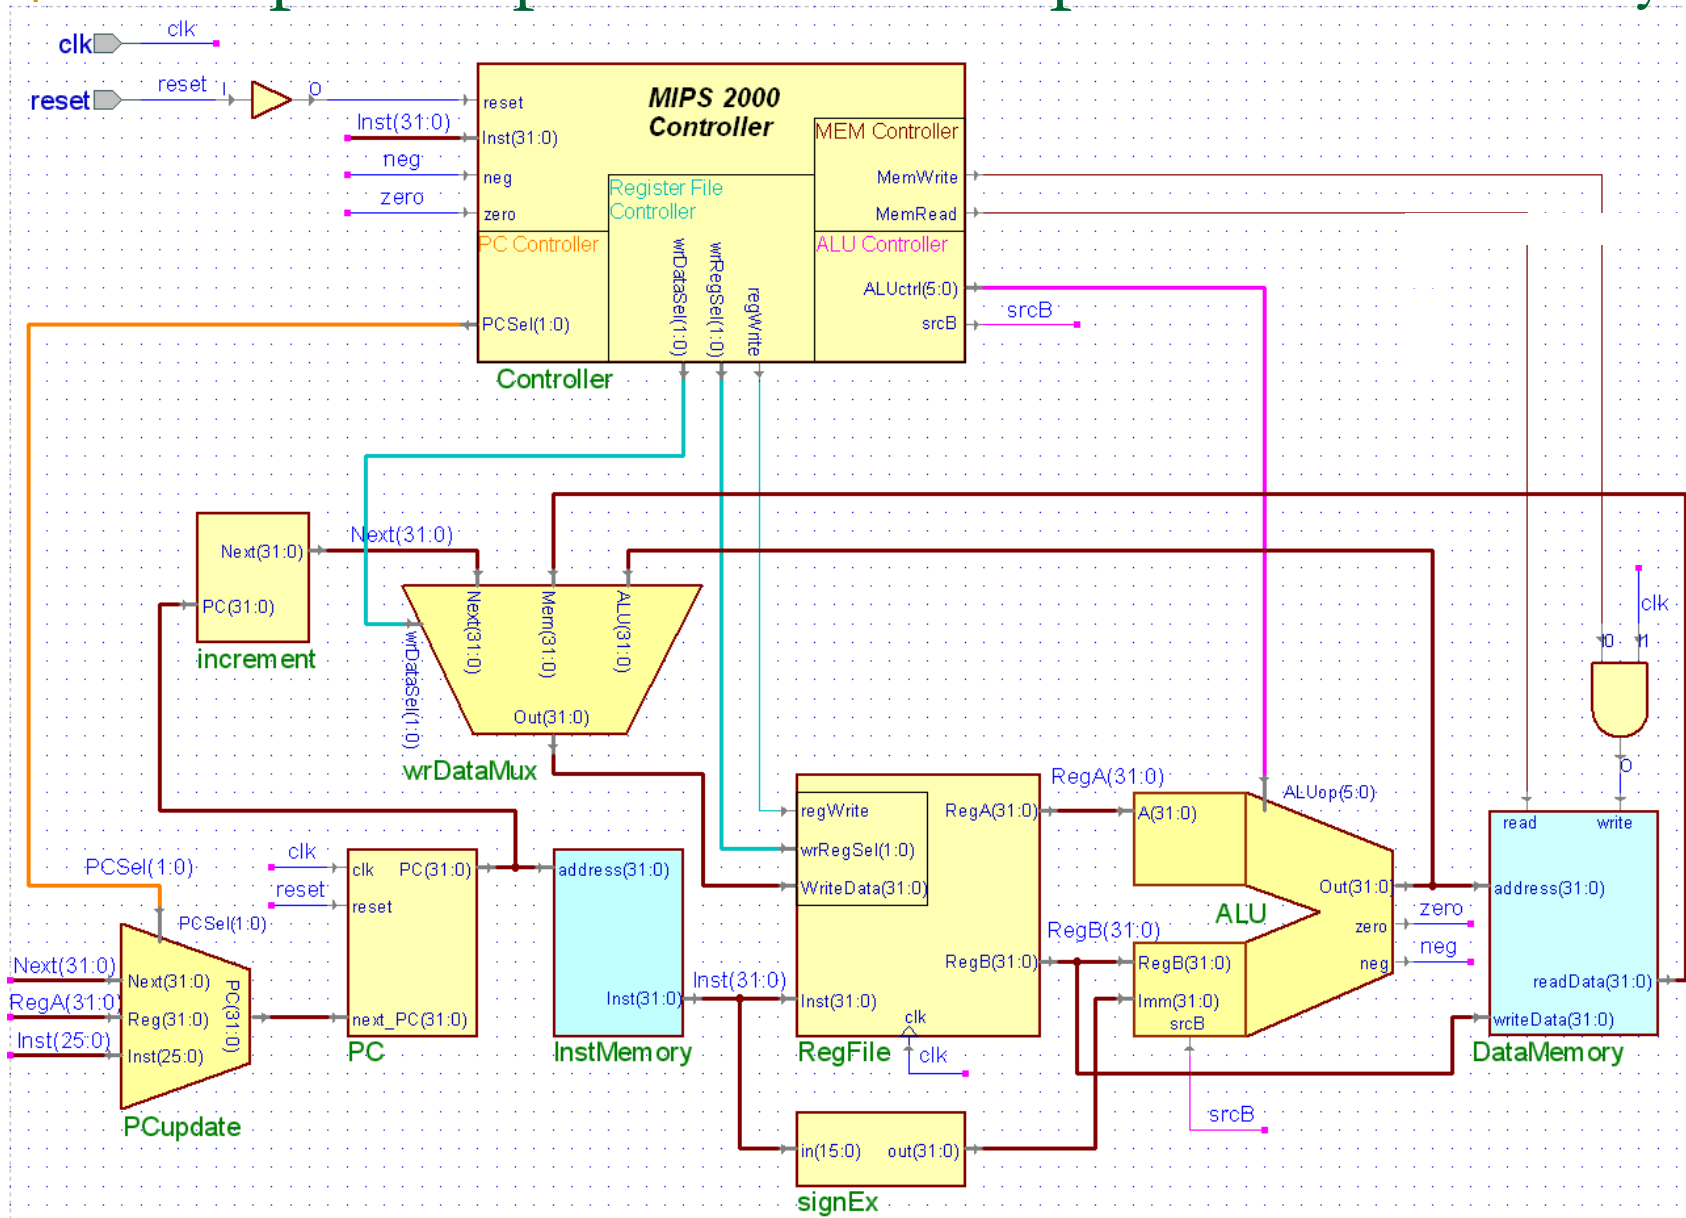 clk
clk
reset
reset
I
O
MIPS 2000
Controller
reset
Inst(31:0)
Inst(31:0)
neg
neg
zero
zero
MEM Controller
MemWrite
MemRead
Register File
Controller
PC Controller
ALU Controller
wrDataSel(1:0)
wrRegSel(1:0)
regWrite
ALUctrl(5:0)
srcB
srcB
PCSel(1:0)
Controller
Next(31:0)
Next(31:0)
PC(31:0)
increment
Next(31:0)
Mem(31:0)
ALU(31:0)
wrDataSel(1:0)
Out(31:0)
wrDataMux
clk
I0
I1
O
RegA(31:0)
ALUop(5:0)
regWrite
RegA(31:0)
A(31:0)
wrRegSel(1:0)
WriteData(31:0)
read
write
PCSel(1:0)
PCSel(1:0)
clk
clk
PC(31:0)
reset
reset
address(31:0)
Out(31:0)
address(31:0)
ALU
zero
zero
neg
neg
RegB(31:0)
RegB(31:0)
RegB(31:0)
Next(31:0)
Next(31:0)
RegA(31:0)
Reg(31:0)
Inst(25:0)
Inst(25:0)
PC(31:0)
next_PC(31:0)
Inst(31:0)
Inst(31:0)
Inst(31:0)
Imm(31:0)
srcB
clk
clk
readData(31:0)
writeData(31:0)
PC
InstMemory
RegFile
DataMemory
PCupdate
srcB
in(15:0)
out(31:0)
signEx